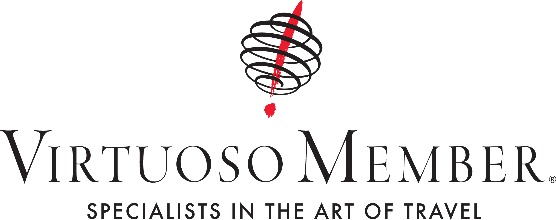 VIRTUOSO MEMBER®
SPECIALISTS IN THE ART OF TRAVEL